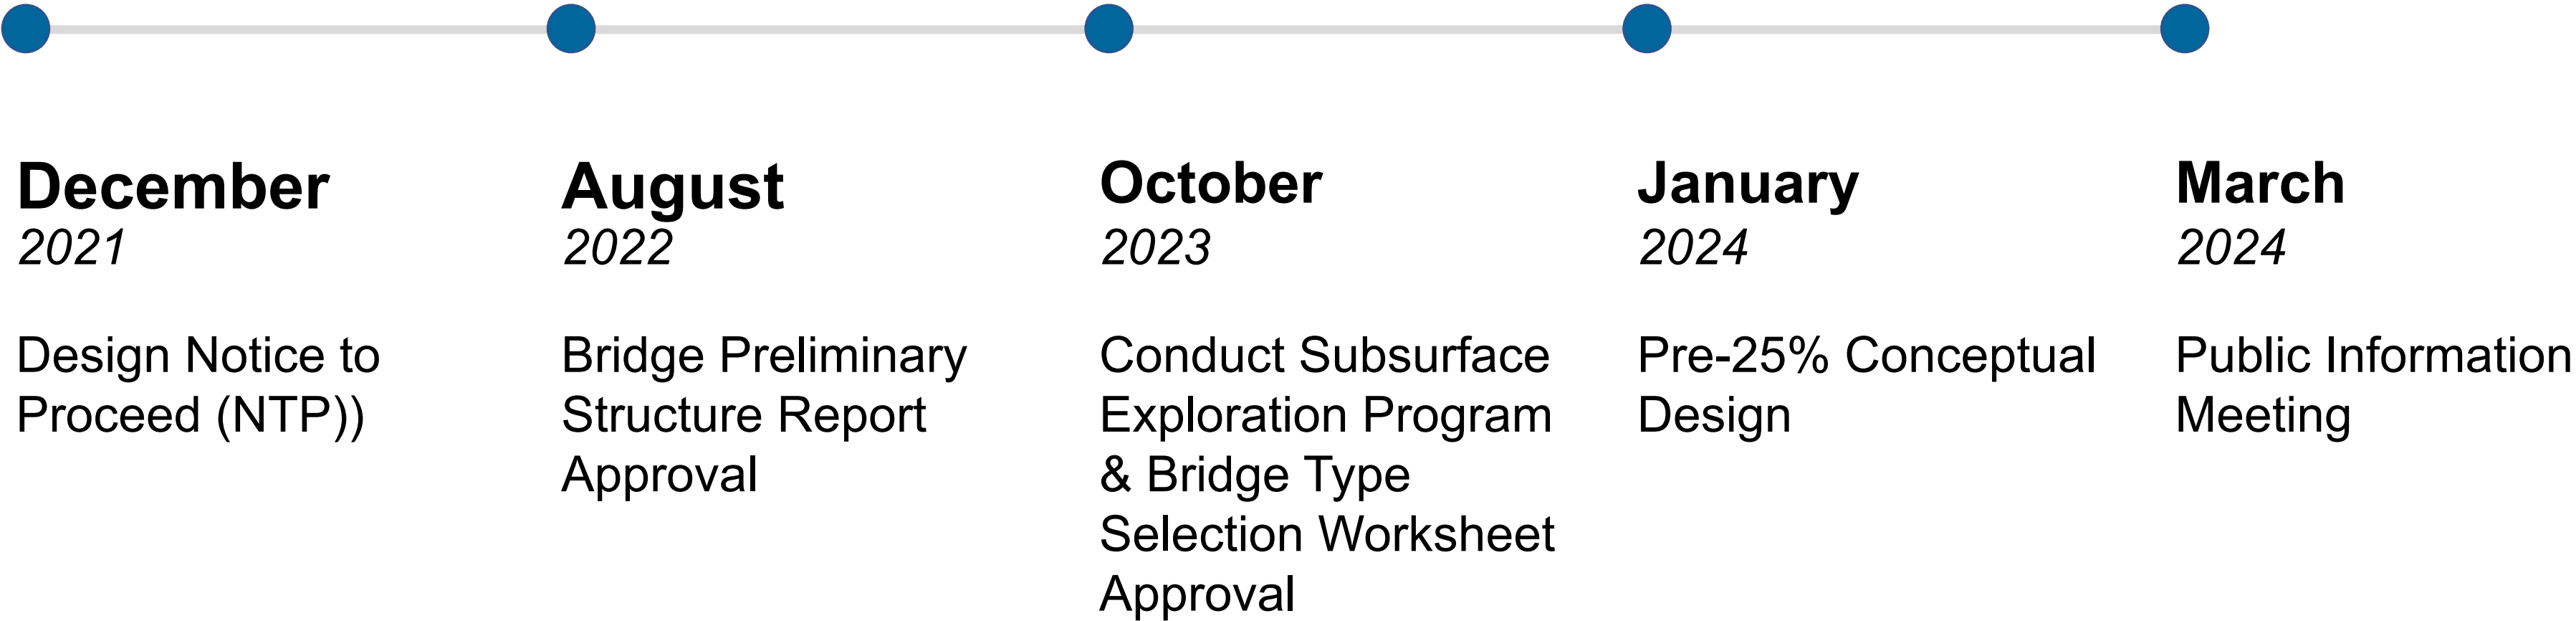 December
2021
Design Notice to
Proceed (NTP))
August
2022
Bridge Preliminary
Structure Report
Approval
October
2023
Conduct Subsurface
Exploration Program
& Bridge Type
Selection Worksheet
Approval
January
2024
Pre-25% Conceptual
Design
March
2024
Public Information
Meeting